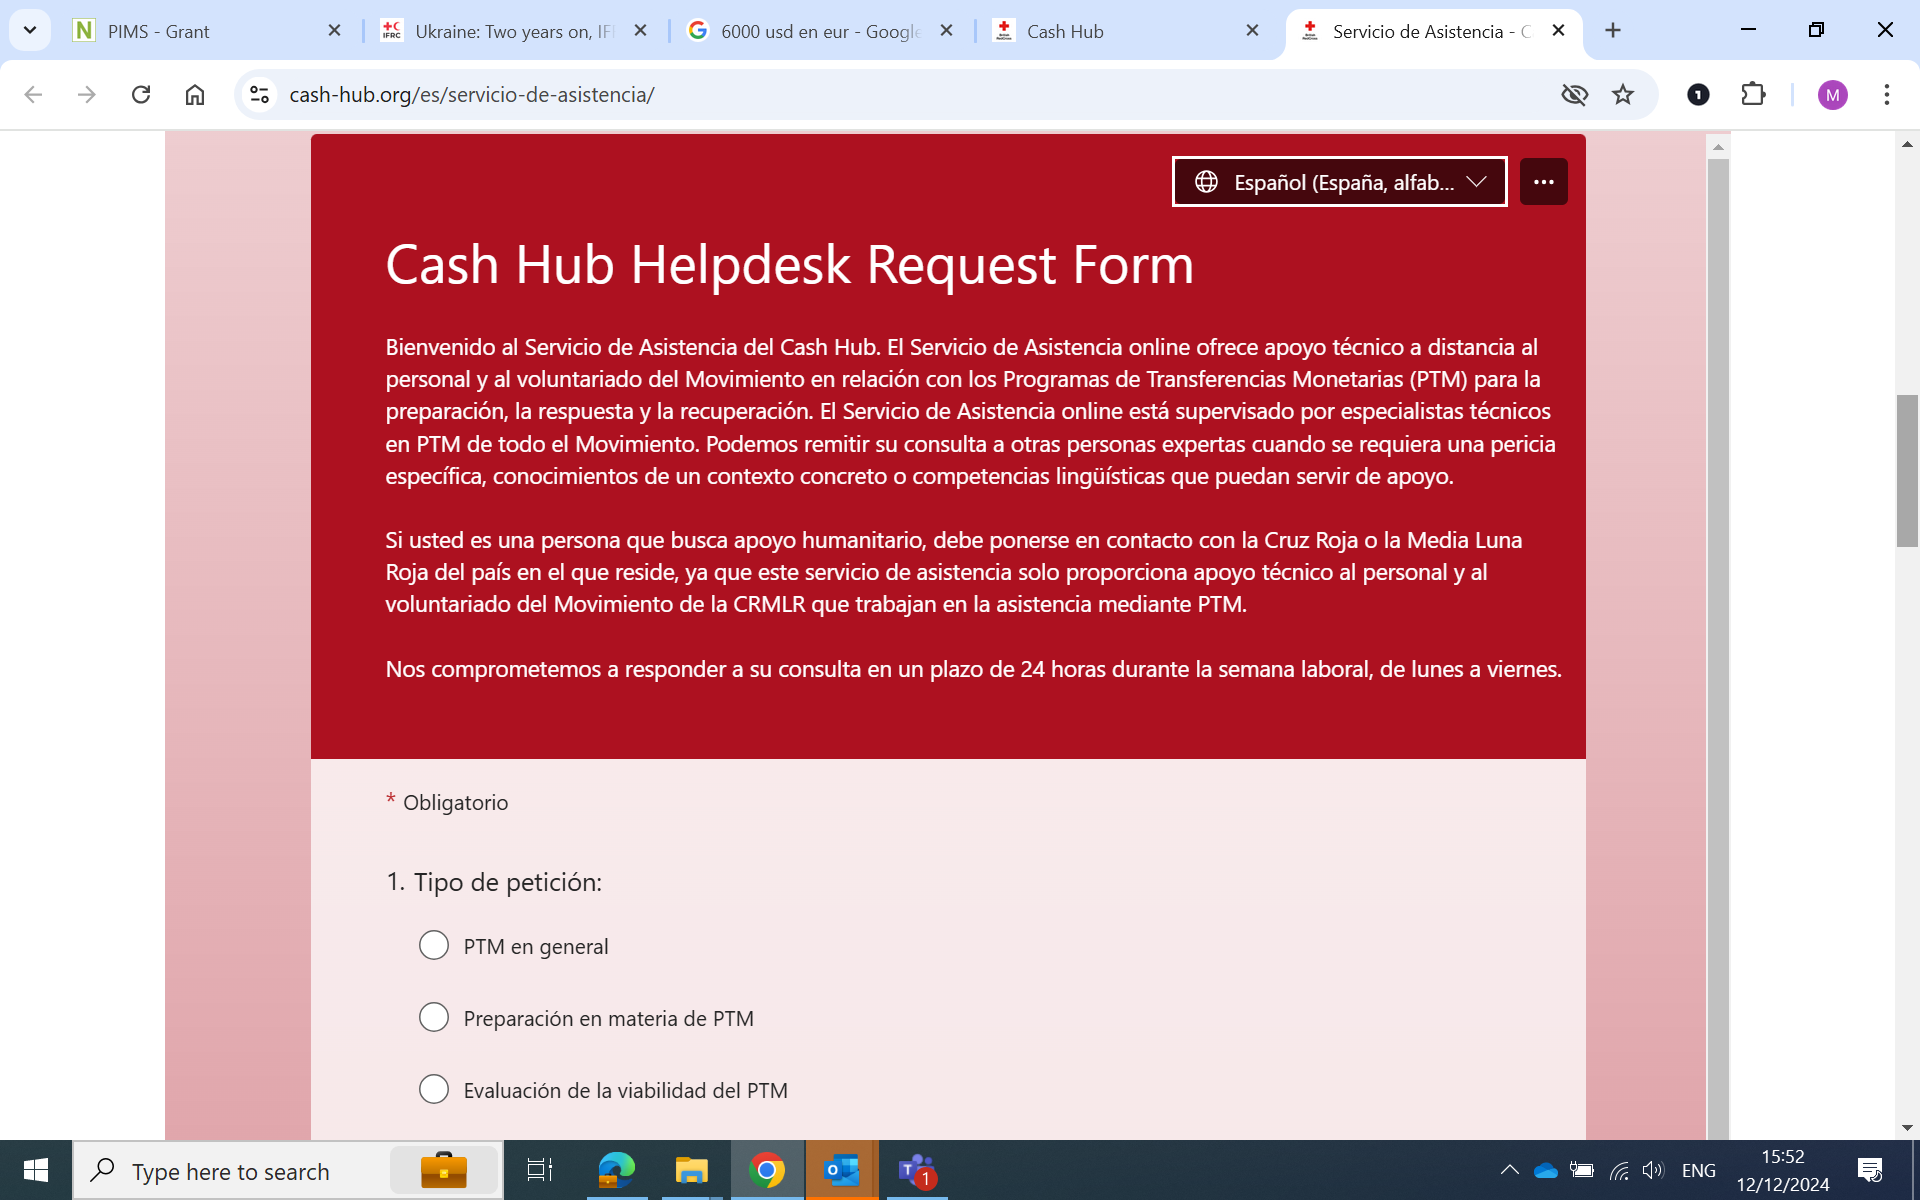 PIMS - Grant
IFRC
Ukraine: Two years on, IF
6000 usd en eur - Google
Cash Hub
Servicio de Asistencia - C
cash-hub.org/es/servicio-de-asistencia/
1
M
Español (España, alfab...
Cash Hub Helpdesk Request Form
Bienvenido al Servicio de Asistencia del Cash Hub. El Servicio de Asistencia online ofrece apoyo técnico a distancia al
personal y al voluntariado del Movimiento en relación con los Programas de Transferencias Monetarias (PTM) para la
preparación, la respuesta y la recuperación. El Servicio de Asistencia online está supervisado por especialistas técnicos
en PTM de todo el Movimiento. Podemos remitir su consulta a otras personas expertas cuando se requiera una pericia
específica, conocimientos de un contexto concreto o competencias lingüísticas que puedan servir de apoyo.
Si usted es una persona que busca apoyo humanitario, debe ponerse en contacto con la Cruz Roja o la Media Luna
Roja del país en el que reside, ya que este servicio de asistencia solo proporciona apoyo técnico al personal y al
voluntariado del Movimiento de la CRMLR que trabajan en la asistencia mediante PTM.
Nos comprometemos a responder a su consulta en un plazo de 24 horas durante la semana laboral, de lunes a viernes.
* Obligatorio
1. Tipo de petición:
PTM en general
Preparación en materia de PTM
Evaluación de la viabilidad del PTM
Type here to search
1
ENG
15:52
12/12/2024